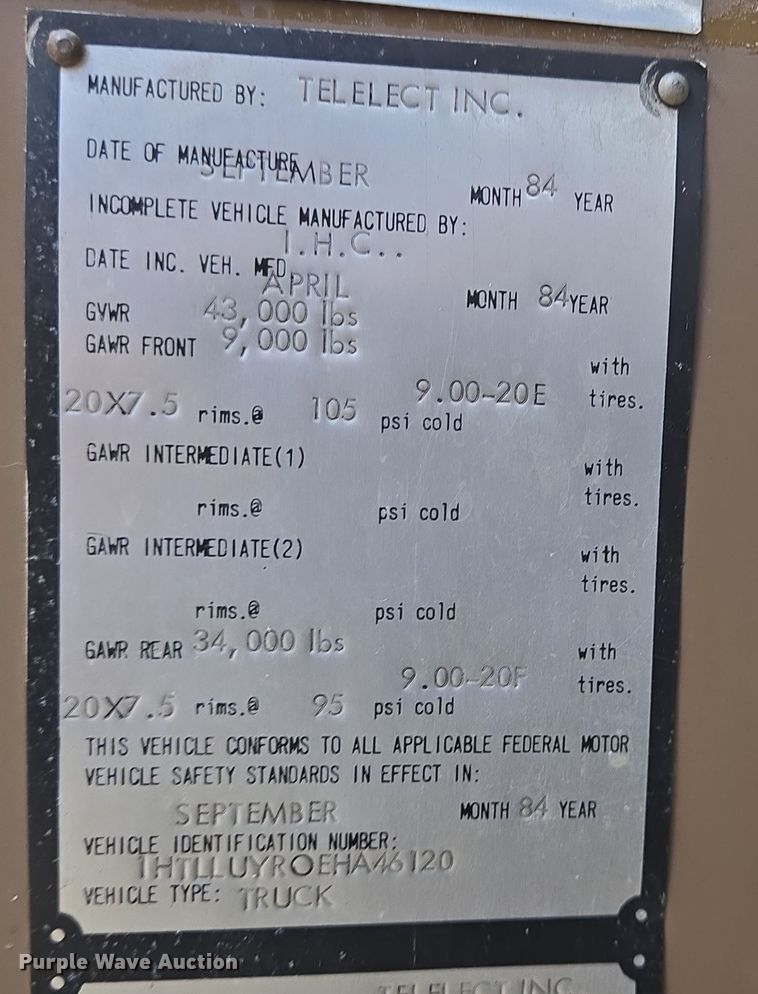 MANUFACTURED BY: TELELECT INC.
DATE OF MANUFACTURE
SEPTEMBER MONTH 84 YEAR
INCOMPLETE VEHICLE MANUFACTURED BY:
I.H.C..
DATE INC. VEH. MFD.
APRIL MONTH 84 YEAR
GVWR 43,000 lbs
GAWR FRONT 9,000 lbs with
20X7.5 rims.@ 105 psi cold 9.00-20E tires.
GAWR INTERMEDIATE(1) with
rims.@ psi cold tires.
GAWR INTERMEDIATE(2) with
rims.@ psi cold tires.
GAWR REAR 34,000 lbs with
20X7.5 rims.@ 95 psi cold 9.00-20F tires.
THIS VEHICLE CONFORMS TO ALL APPLICABLE FEDERAL MOTOR
VEHICLE SAFETY STANDARDS IN EFFECT IN:
SEPTEMBER MONTH 84 YEAR
VEHICLE IDENTIFICATION NUMBER:
1HTLLUYROEHA46120
VEHICLE TYPE: TRUCK
Purple Wave Auction
TELELECT INC.